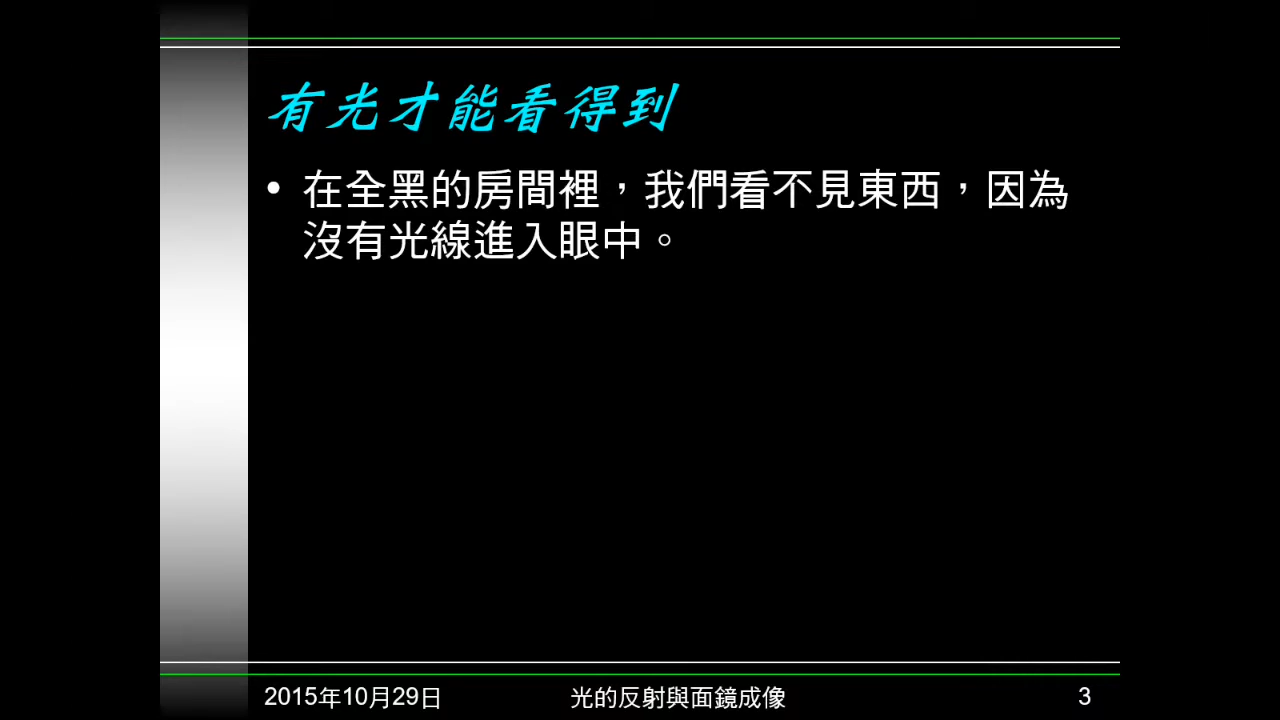 有光才能看得到
• 在全黑的房間裡，我們看不見東西，因為
沒有光線進入眼中。
2015年10月29日 光的反射與面鏡成像 3